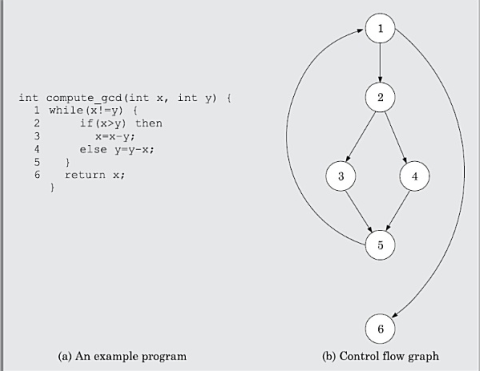 int compute_gcd(int x, int y) {
1 while(x!=y) {
2 if(x>y) then
3 x=x-y;
4 else y=y-x;
5 }
6 return x;
}
(a) An example program
1
2
3 4
5
6
(b) Control flow graph